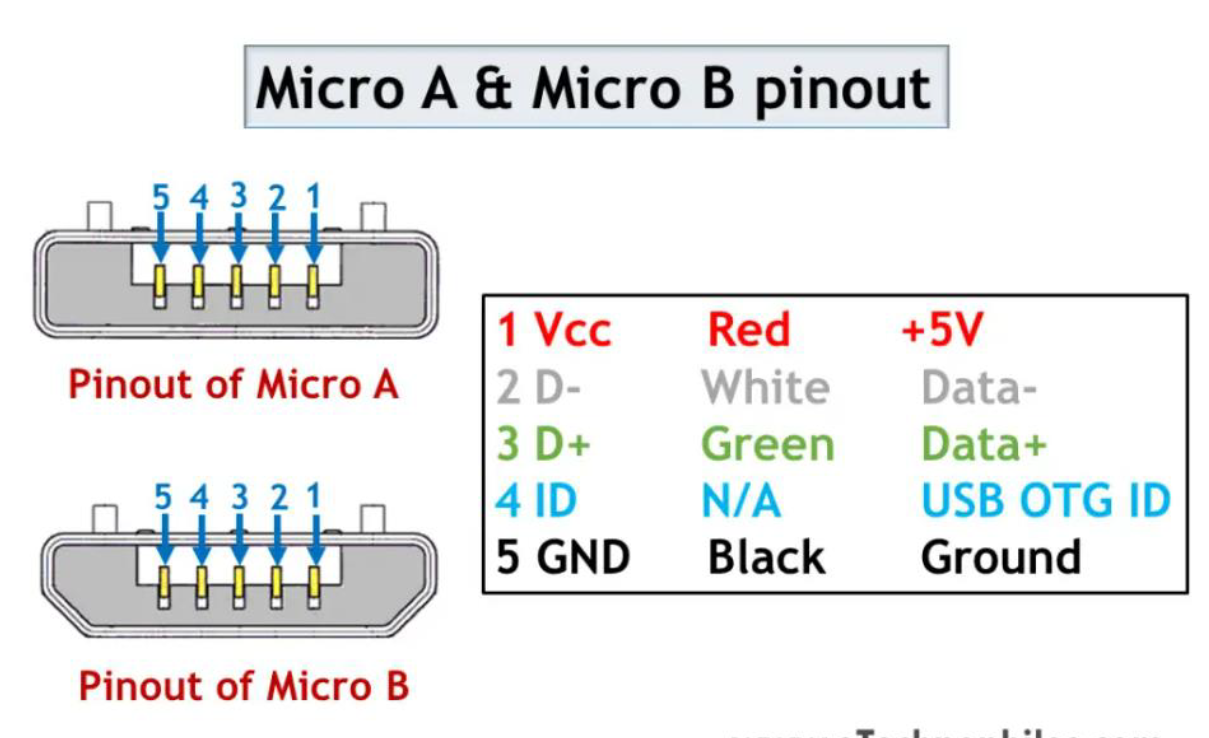 Micro A & Micro B pinout
5 4 3 2 1
Pinout of Micro A
1 Vcc Red +5V
2 D- White Data-
3 D+ Green Data+
4 ID N/A USB OTG ID
5 GND Black Ground
5 4 3 2 1
Pinout of Micro B